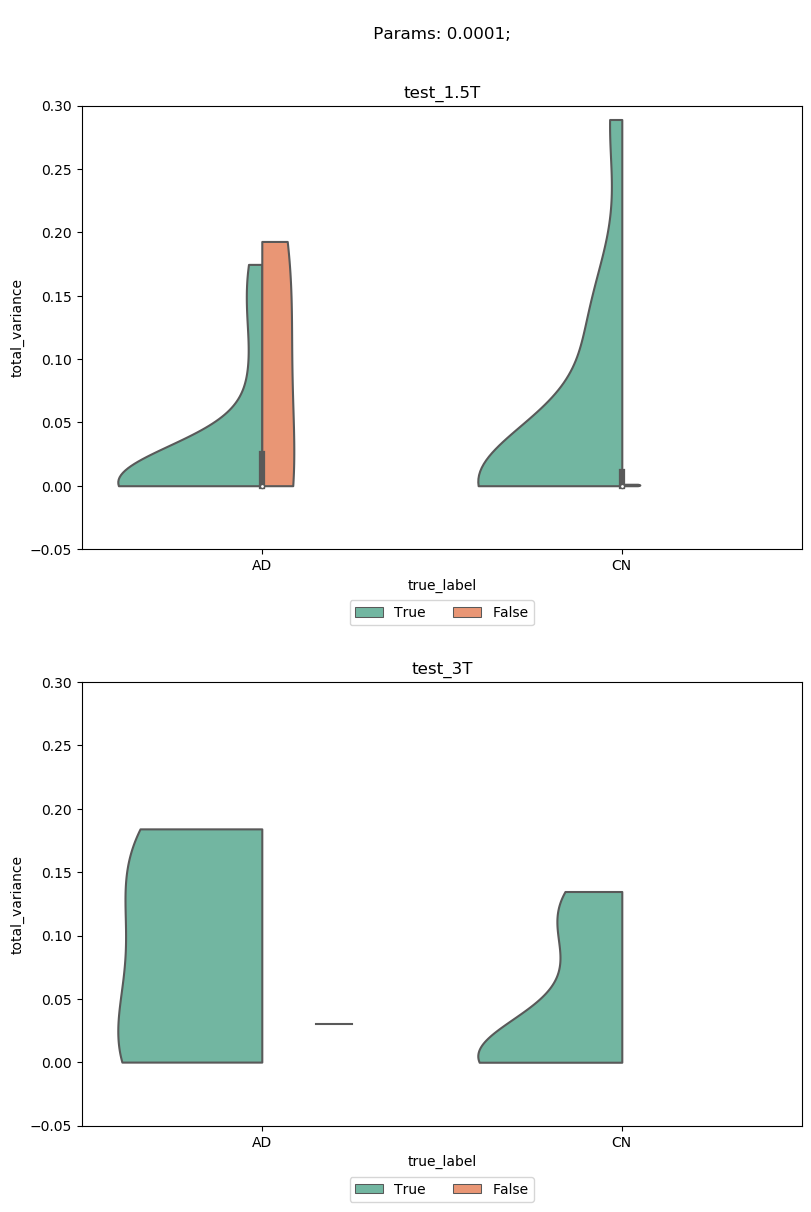 Params: 0.0001;
test_1.5T
0.30
0.25
0.20
0.15
0.10
0.05
0.00
−0.05
total_variance
AD CN
true_label
True False
test_3T
0.30
0.25
0.20
0.15
0.10
0.05
0.00
−0.05
total_variance
AD CN
true_label
True False